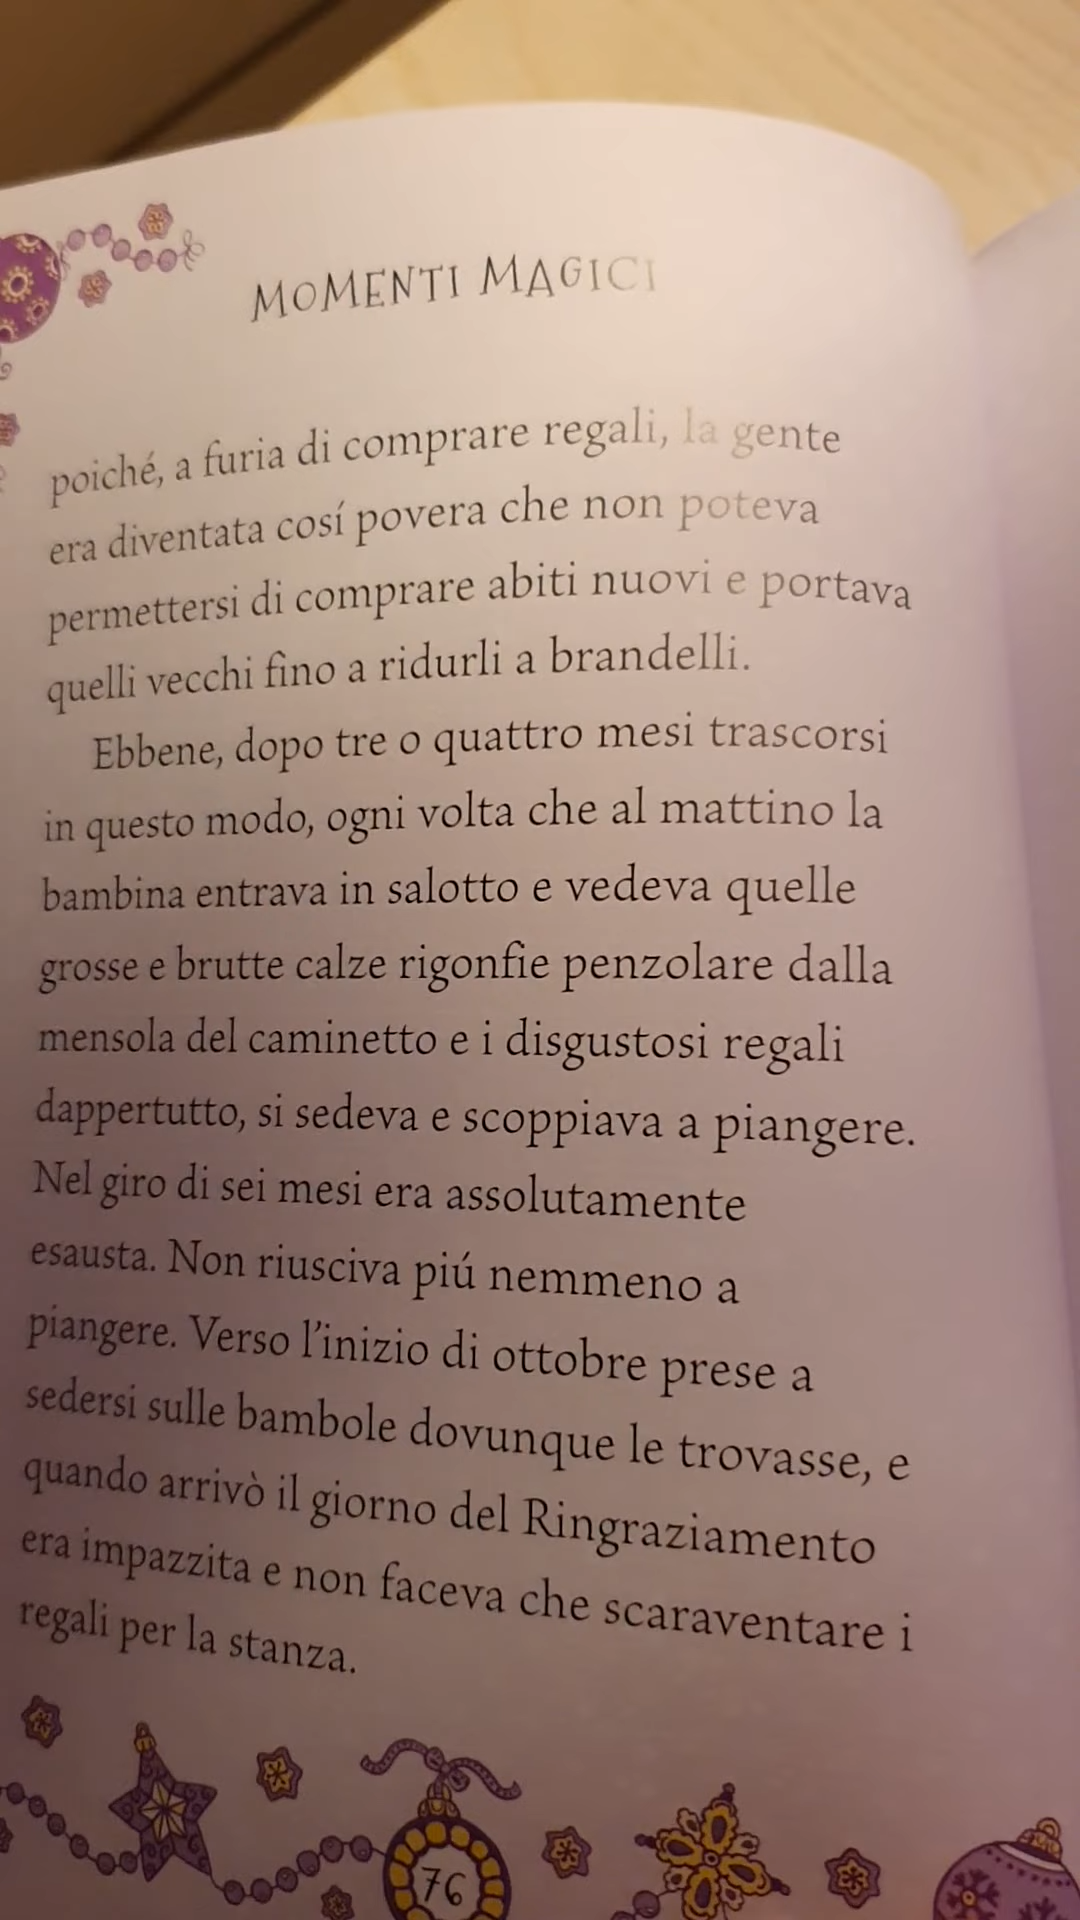 MOMENTI MAGICI
poiché, a furia di comprare regali, la gente
era diventata cosí povera che non poteva
permettersi di comprare abiti nuovi e portava
quelli vecchi fino a ridurli a brandelli.
Ebbene, dopo tre o quattro mesi trascorsi
in questo modo, ogni volta che al mattino la
bambina entrava in salotto e vedeva quelle
grosse e brutte calze rigonfie penzolare dalla
mensola del caminetto e i disgustosi regali
dappertutto, si sedeva e scoppiava a piangere.
Nel giro di sei mesi era assolutamente
esausta. Non riusciva piú nemmeno a
piangere. Verso l'inizio di ottobre prese a
sedersi sulle bambole dovunque le trovasse, e
quando arrivò il giorno del Ringraziamento
era impazzita e non faceva che scaraventare i
regali per la stanza.
76